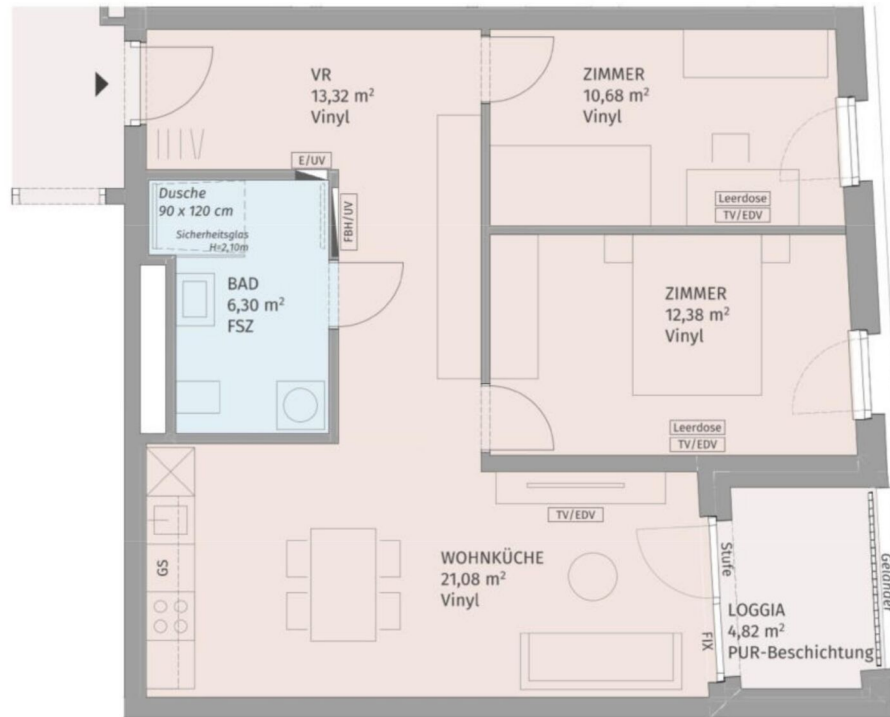 VR
13,32 m²
Vinyl
ZIMMER
10,68 m²
Vinyl
E/UV
Dusche
90 x 120 cm
Sicherheitsglas
H=2,10m
FBH/UV
Leerdose
TV/EDV
BAD
6,30 m²
FSZ
ZIMMER
12,38 m²
Vinyl
Leerdose
TV/EDV
TV/EDV
GS
WOHNKÜCHE
21,08 m²
Vinyl
Stufe
FIX
LOGGIA
4,82 m²
PUR-Beschichtung
Geländer